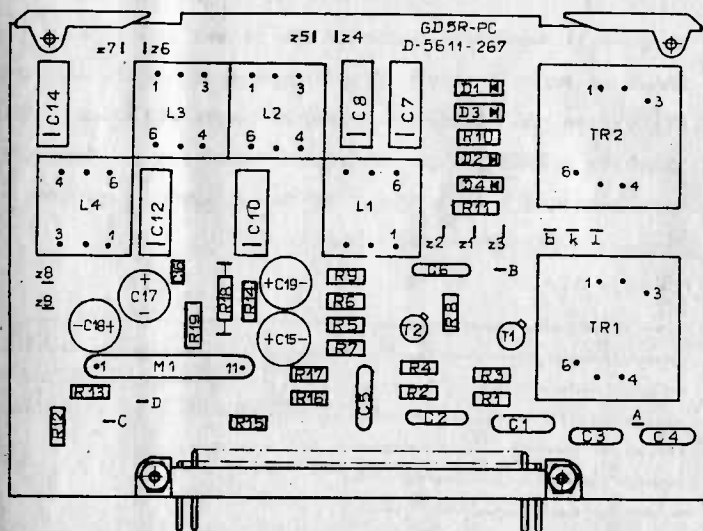 z7 z6 z5 z4 GD5R-PC
D-5611-267
C14 1 3 L3 6 4
1 3 L2 6 4
C8 C7
D1
D3
R10
D2
D4
R11
1 3 TR2 6 4
4 6 L4 3 1
C12 C10
6 L1 1
z2 z1 z3
b k l
z8
z9
+ C17 -
C16
R18
R14
R19
+C19-
-C18+
+C15-
R9
R6
R5
R7
C6 B
R8
T2 T1
1 3 TR1 6 4
1 M1 11
R17
R16
R4
R2
R3
R1
R13
D
R12
C
R15
C5
C2
C1
A
C3 C4